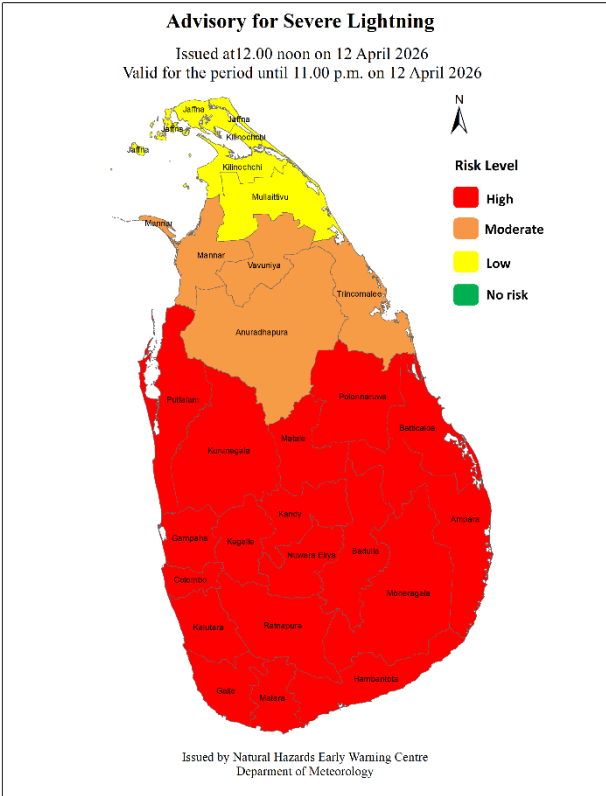 Advisory for Severe Lightning
Issued at12.00 noon on 12 April 2026
Valid for the period until 11.00 p.m. on 12 April 2026
N
Jaffna
Jaffna
Jaffna
Kilinochchi
Jaffna
Kilinochchi
Mullaittivu
Mannar
Mannar
Vavuniya
Trincomalee
Anuradhapura
Risk Level
High
Moderate
Low
No risk
Puttalam
Polonnaruwa
Batticaloa
Matale
Kurunegala
Kandy
Ampara
Gampaha
Kegalle
Nuwara Eliya
Badulla
Colombo
Moneragala
Kalutara
Ratnapura
Hambantota
Galle
Matara
Issued by Natural Hazards Early Warning Centre
Deparment of Meteorology